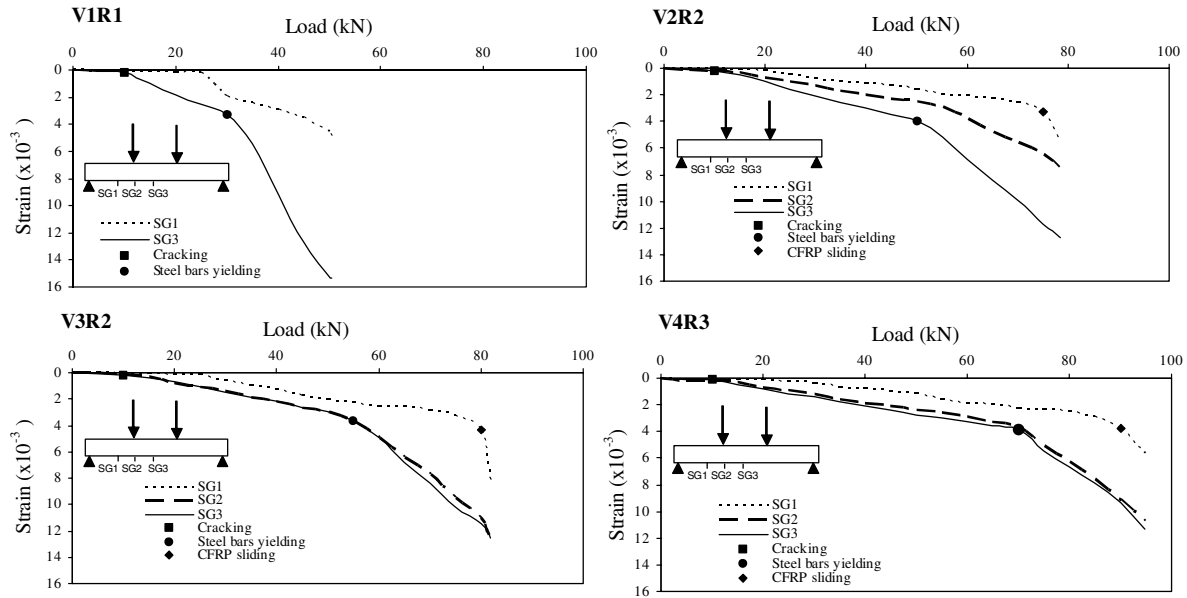 V1R1
Load (kN)
0 20 40 60 80 100
0
2
4
6
8
10
12
14
16
Strain (x10-3)
SG1 SG2 SG3
SG1
SG3
Cracking
Steel bars yielding
V2R2
Load (kN)
0 20 40 60 80 100
0
2
4
6
8
10
12
14
16
Strain (x10-3)
SG1 SG2 SG3
SG1
SG2
SG3
Cracking
Steel bars yielding
CFRP sliding
V3R2
Load (kN)
0 20 40 60 80 100
0
2
4
6
8
10
12
14
16
Strain (x10-3)
SG1 SG2 SG3
SG1
SG2
SG3
Cracking
Steel bars yielding
CFRP sliding
V4R3
Load (kN)
0 20 40 60 80 100
0
2
4
6
8
10
12
14
16
Strain (x10-3)
SG1 SG2 SG3
SG1
SG2
SG3
Cracking
Steel bars yielding
CFRP sliding